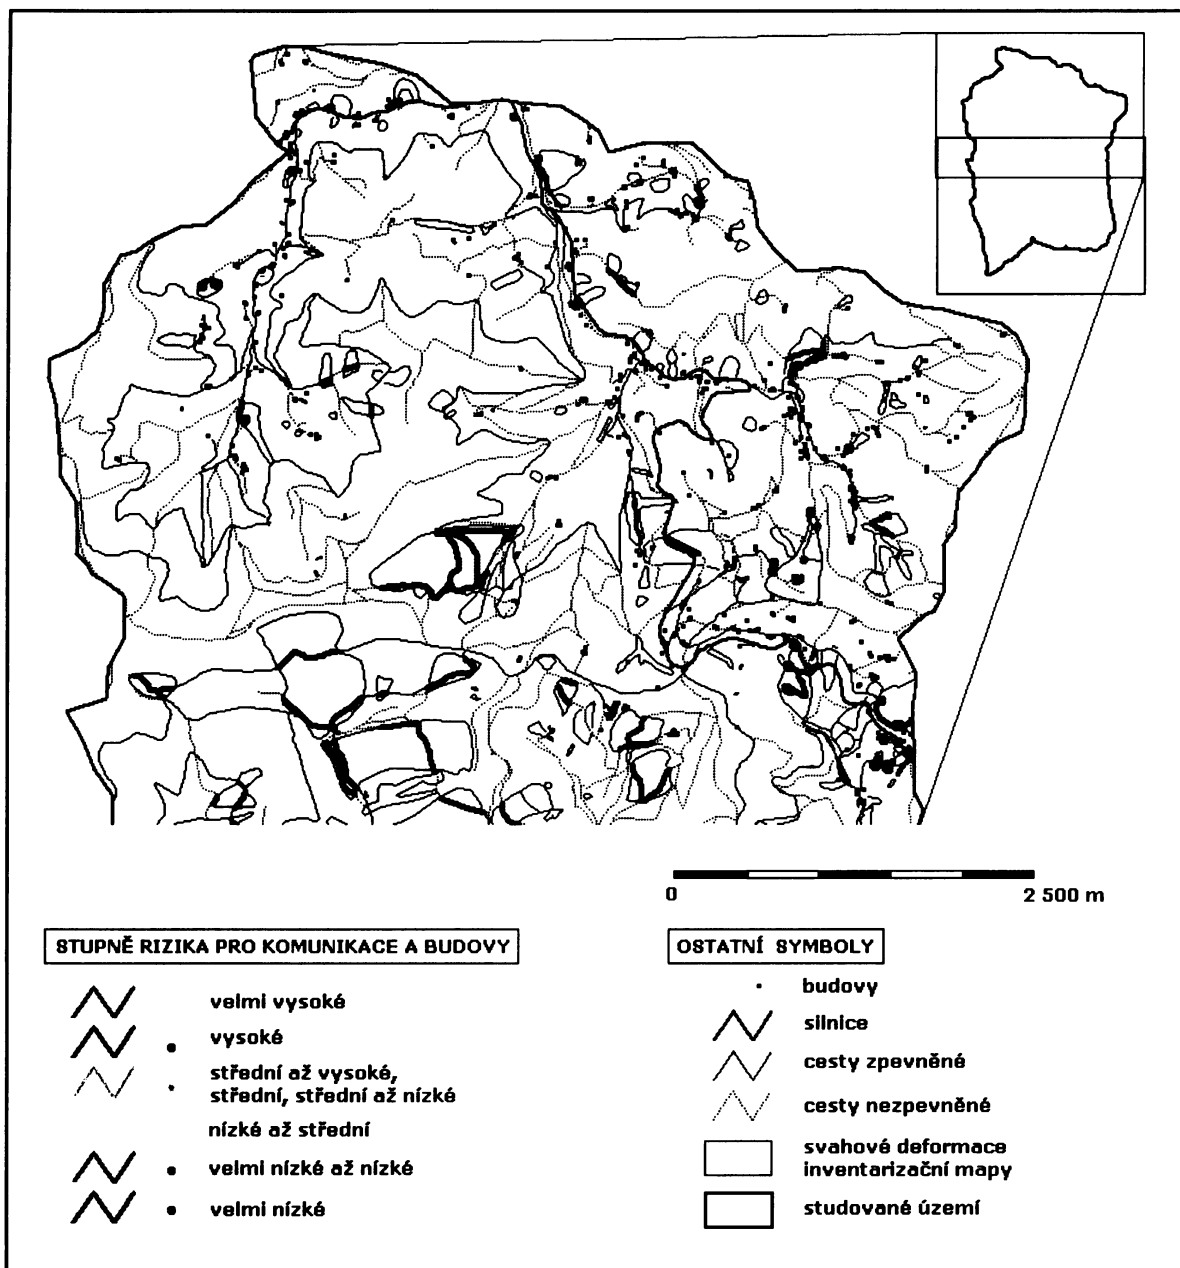 0
2 500 m
STUPNĚ RIZIKA PRO KOMUNIKACE A BUDOVY
velmi vysoké
vysoké
střední až vysoké,
střední, střední až nízké
nízké až střední
velmi nízké až nízké
velmi nízké
OSTATNÍ SYMBOLY
budovy
silnice
cesty zpevněné
cesty nezpevněné
svahové deformace
inventarizační mapy
studované území